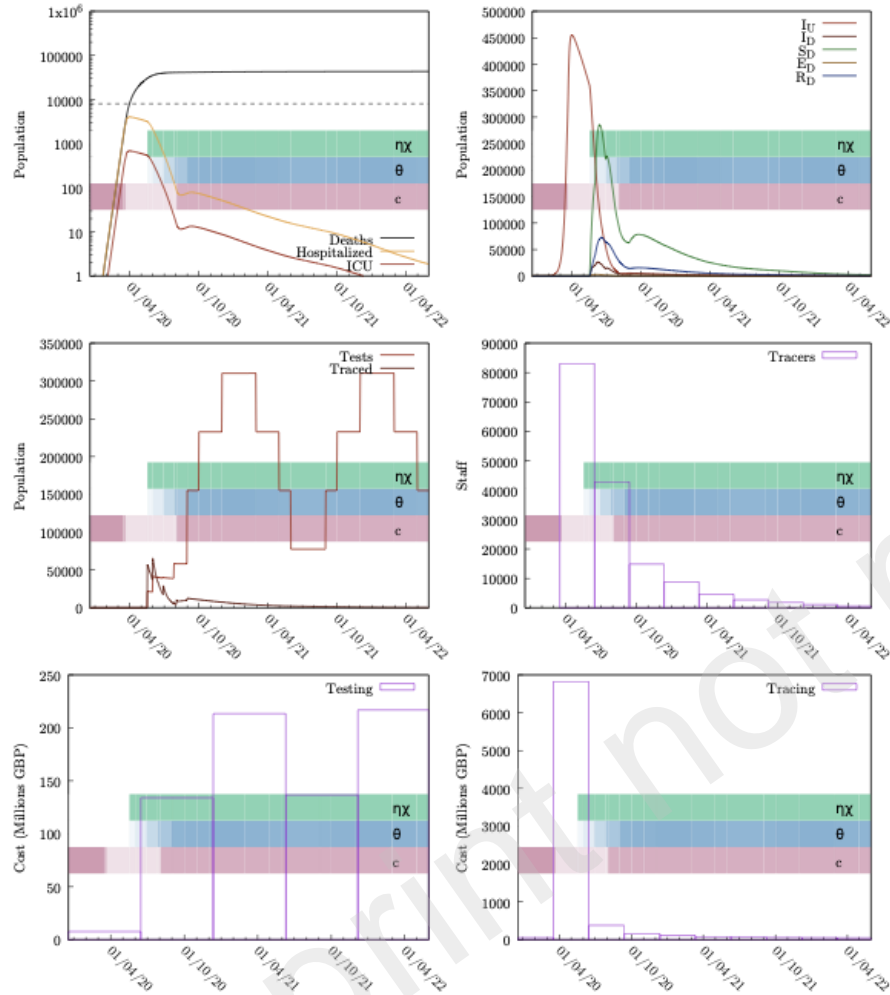 1x10⁶
100000
10000
1000
100
10
1
Population
ηχ
θ
c
Deaths
Hospitalized
ICU
01/04/20
01/10/20
01/04/21
01/10/21
01/04/22
500000
450000
400000
350000
300000
250000
200000
150000
100000
50000
0
Population
I_U
I_D
S_D
E_D
R_D
ηχ
θ
c
01/04/20
01/10/20
01/04/21
01/10/21
01/04/22
350000
300000
250000
200000
150000
100000
50000
0
Population
Tests
Traced
ηχ
θ
c
01/04/20
01/10/20
01/04/21
01/10/21
01/04/22
90000
80000
70000
60000
50000
40000
30000
20000
10000
0
Staff
Tracers
ηχ
θ
c
01/04/20
01/10/20
01/04/21
01/10/21
01/04/22
250
200
150
100
50
0
Cost (Millions GBP)
Testing
ηχ
θ
c
01/04/20
01/10/20
01/04/21
01/10/21
01/04/22
7000
6000
5000
4000
3000
2000
1000
0
Cost (Millions GBP)
Tracing
ηχ
θ
c
01/04/20
01/10/20
01/04/21
01/10/21
01/04/22
print not